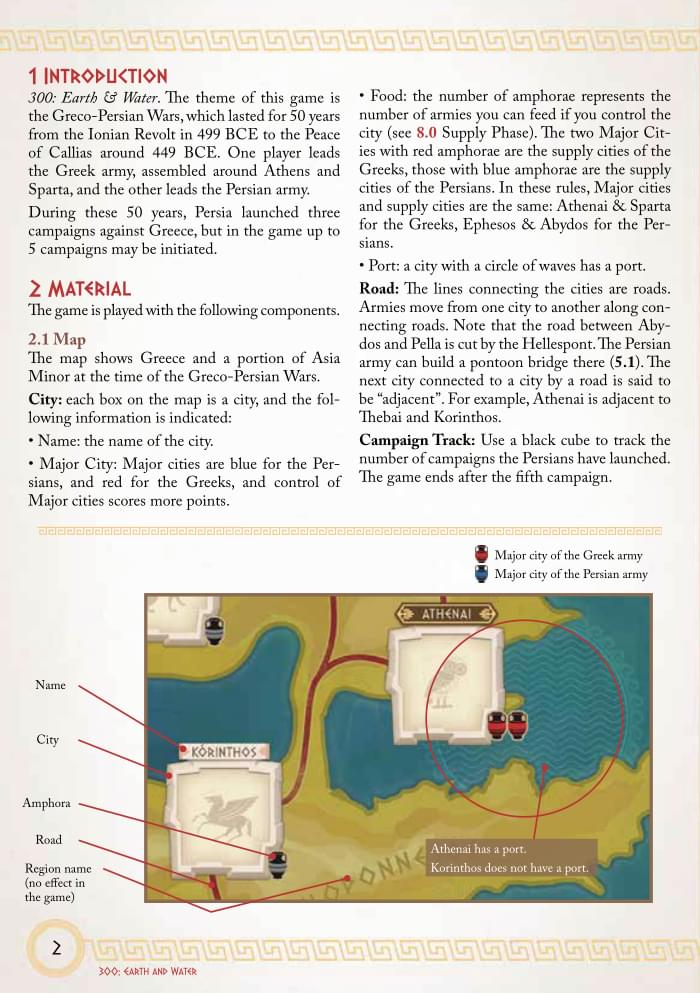 1 Introduction
300: Earth & Water. The theme of this game is
the Greco-Persian Wars, which lasted for 50 years
from the Ionian Revolt in 499 BCE to the Peace
of Callias around 449 BCE. One player leads
the Greek army, assembled around Athens and
Sparta, and the other leads the Persian army.
During these 50 years, Persia launched three
campaigns against Greece, but in the game up to
5 campaigns may be initiated.
2 Material
The game is played with the following components.
2.1 Map
The map shows Greece and a portion of Asia
Minor at the time of the Greco-Persian Wars.
City: each box on the map is a city, and the fol-
lowing information is indicated:
• Name: the name of the city.
• Major City: Major cities are blue for the Per-
sians, and red for the Greeks, and control of
Major cities scores more points.
• Food: the number of amphorae represents the
number of armies you can feed if you control the
city (see 8.0 Supply Phase). The two Major Cit-
ies with red amphorae are the supply cities of the
Greeks, those with blue amphorae are the supply
cities of the Persians. In these rules, Major cities
and supply cities are the same: Athenai & Sparta
for the Greeks, Ephesos & Abydos for the Per-
sians.
• Port: a city with a circle of waves has a port.
Road: The lines connecting the cities are roads.
Armies move from one city to another along con-
necting roads. Note that the road between Aby-
dos and Pella is cut by the Hellespont. The Persian
army can build a pontoon bridge there (5.1). The
next city connected to a city by a road is said to
be “adjacent”. For example, Athenai is adjacent to
Thebai and Korinthos.
Campaign Track: Use a black cube to track the
number of campaigns the Persians have launched.
The game ends after the fifth campaign.
Major city of the Greek army
Major city of the Persian army
ATHENAI
Name
KÓRINTHOS
City
Amphora
Road
Region name
(no effect in
the game)
OPONNE
Athenai has a port.
Korinthos does not have a port.
2
300: Earth and Water